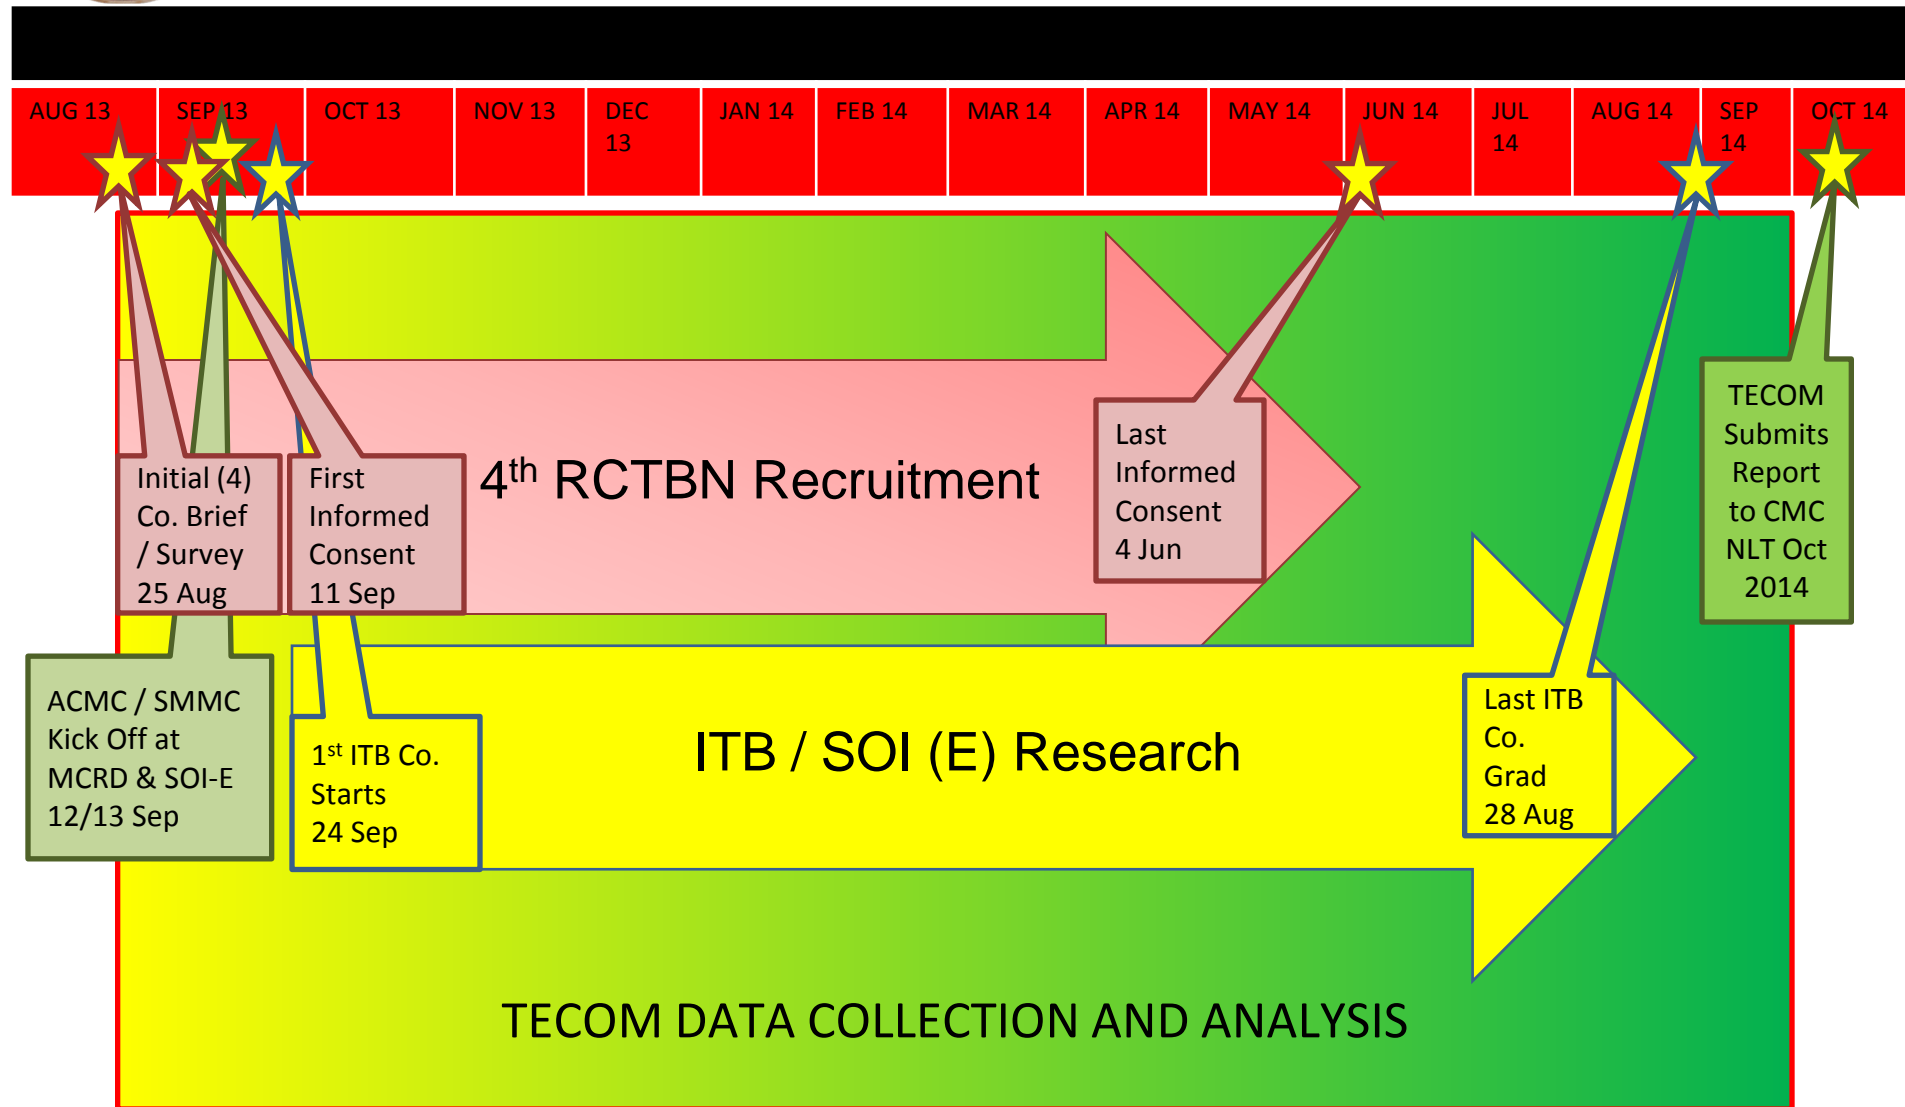 AUG 13
SEP 13
OCT 13
NOV 13
DEC
13
JAN 14
FEB 14
MAR 14
APR 14
MAY 14
JUN 14
JUL
14
AUG 14
SEP
14
OCT 14
Initial (4)
Co. Brief
/ Survey
25 Aug
First
Informed
Consent
11 Sep
4th RCTBN Recruitment
Last
Informed
Consent
4 Jun
TECOM
Submits
Report
to CMC
NLT Oct
2014
ACMC / SMMC
Kick Off at
MCRD & SOI-E
12/13 Sep
1st ITB Co.
Starts
24 Sep
ITB / SOI (E) Research
Last ITB
Co.
Grad
28 Aug
TECOM DATA COLLECTION AND ANALYSIS